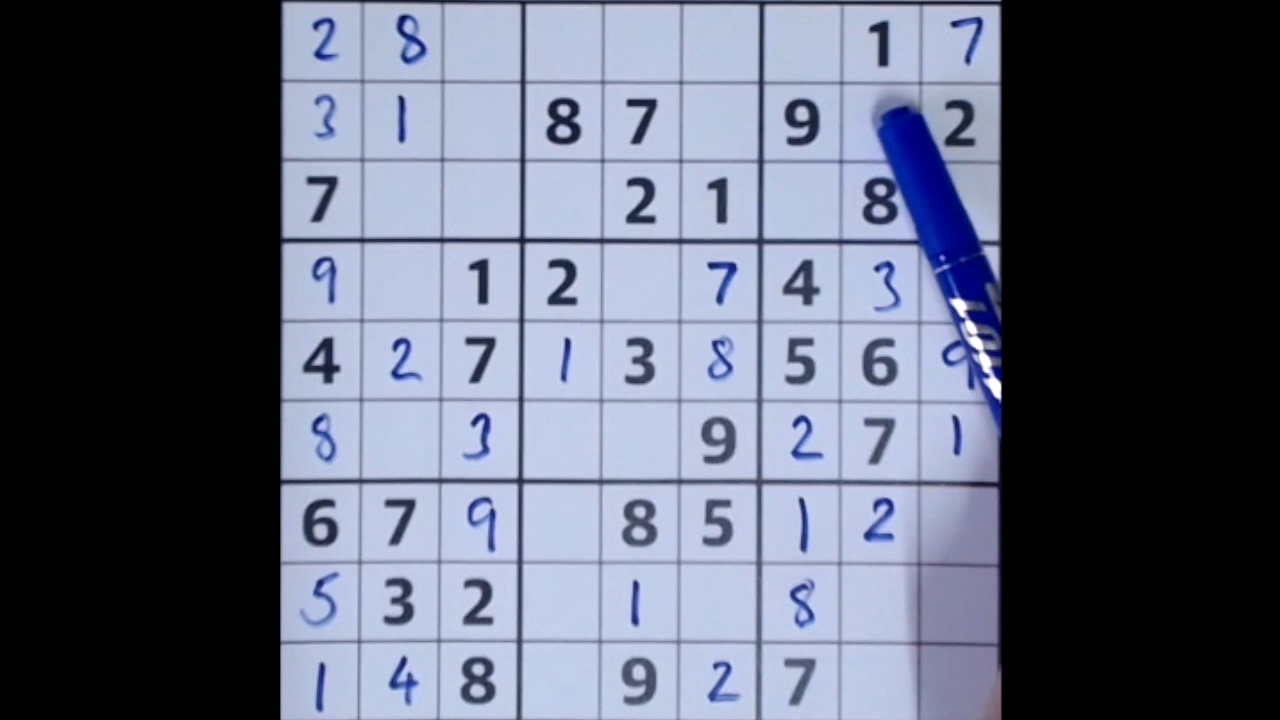 2 8 1 7
3 1 8 7 9 2
7 2 1 8
9 1 2 7 4 3
4 2 7 1 3 8 5 6 9
8 3 9 2 7 1
6 7 9 8 5 1 2
5 3 2 1 8
1 4 8 9 2 7